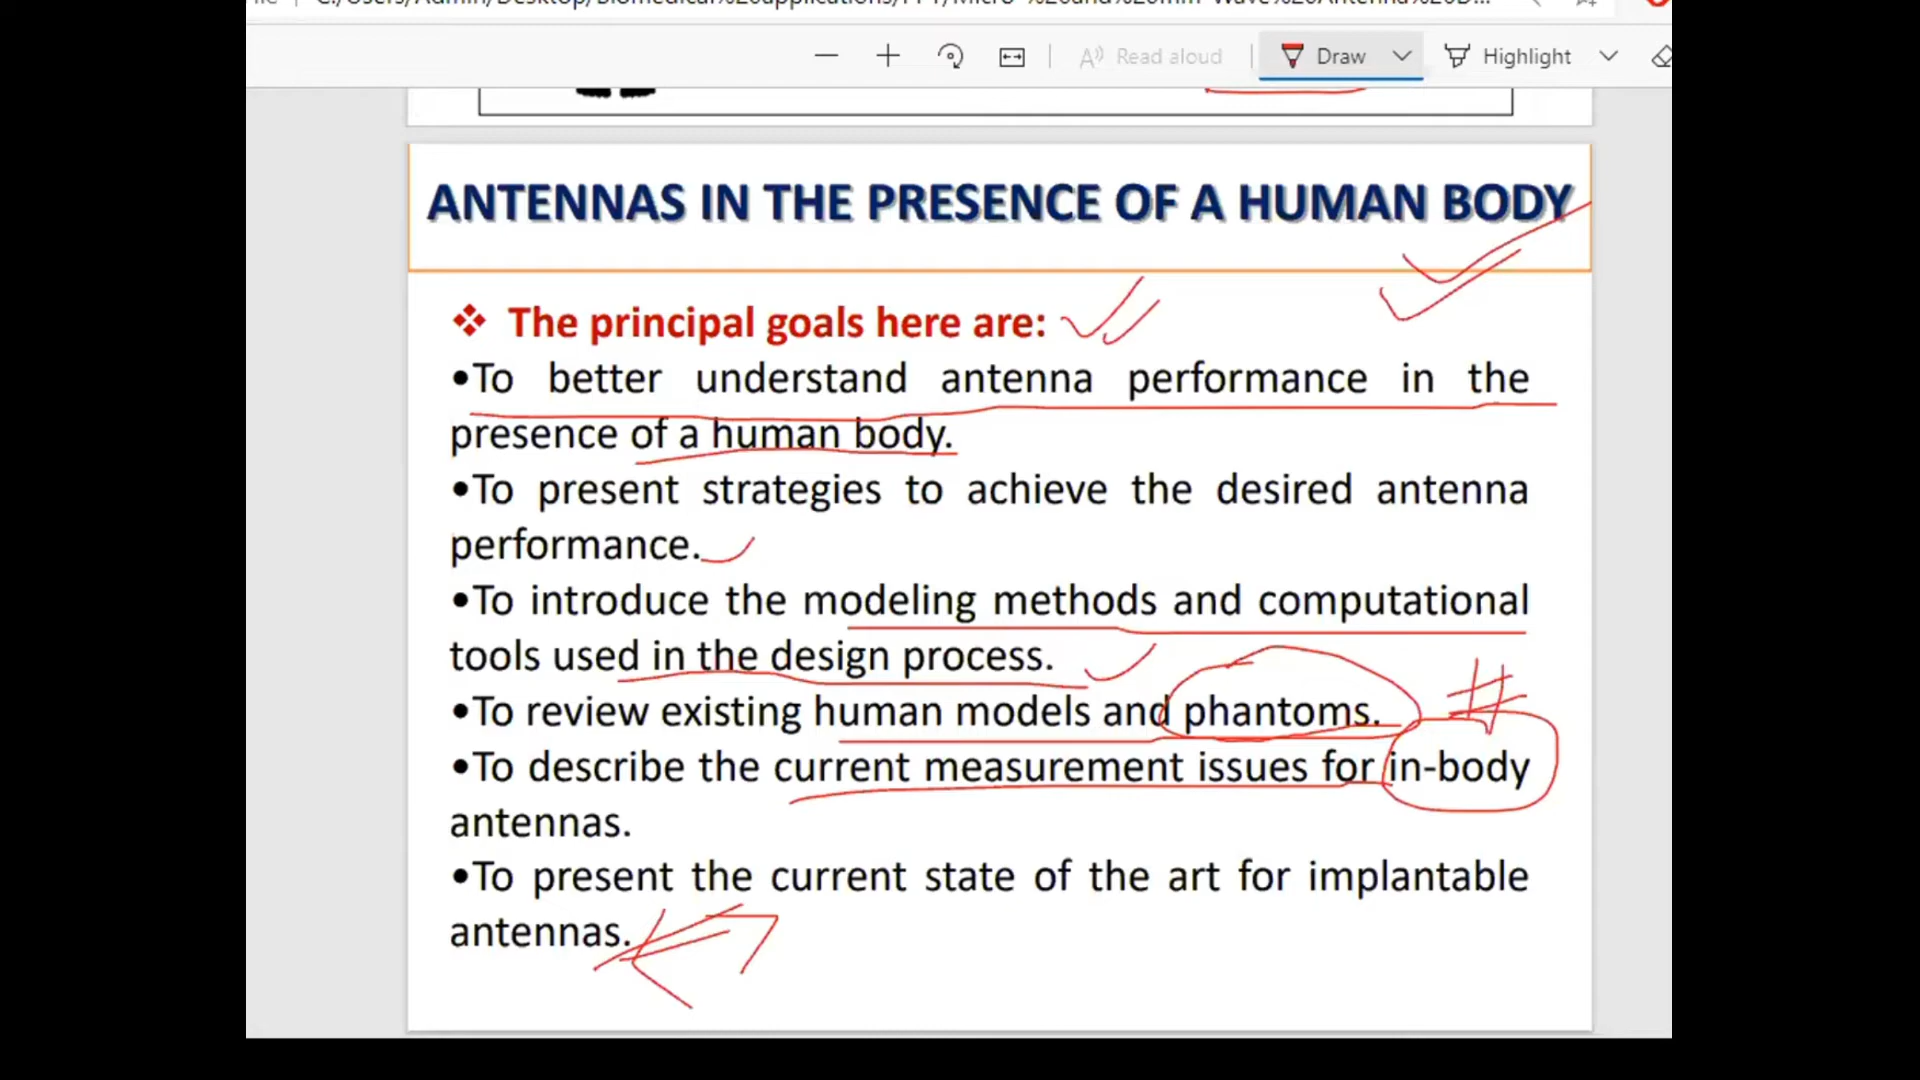 Read aloud
Draw
Highlight
ANTENNAS IN THE PRESENCE OF A HUMAN BODY
❖ The principal goals here are:
•To better understand antenna performance in the
presence of a human body.
•To present strategies to achieve the desired antenna
performance.
•To introduce the modeling methods and computational
tools used in the design process.
•To review existing human models and phantoms.
•To describe the current measurement issues for in-body
antennas.
•To present the current state of the art for implantable
antennas.